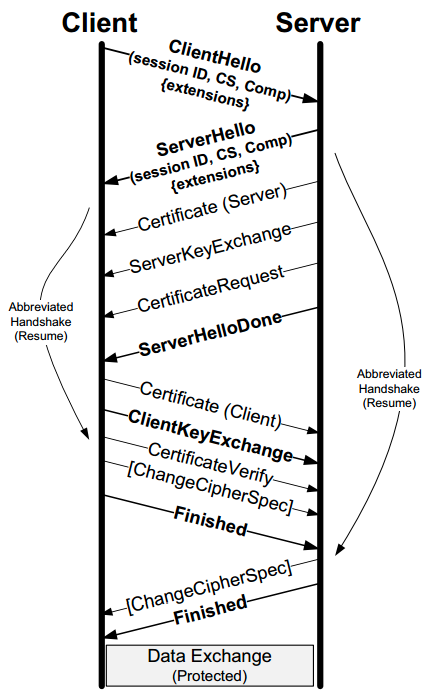 Client
Server
ClientHello
(session ID, CS, Comp)
{extensions}
ServerHello
(session ID, CS, Comp)
{extensions}
Certificate (Server)
ServerKeyExchange
CertificateRequest
Abbreviated
Handshake
(Resume)
ServerHelloDone
Abbreviated
Handshake
(Resume)
Certificate (Client)
ClientKeyExchange
CertificateVerify
[ChangeCipherSpec]
Finished
[ChangeCipherSpec]
Finished
Data Exchange
(Protected)